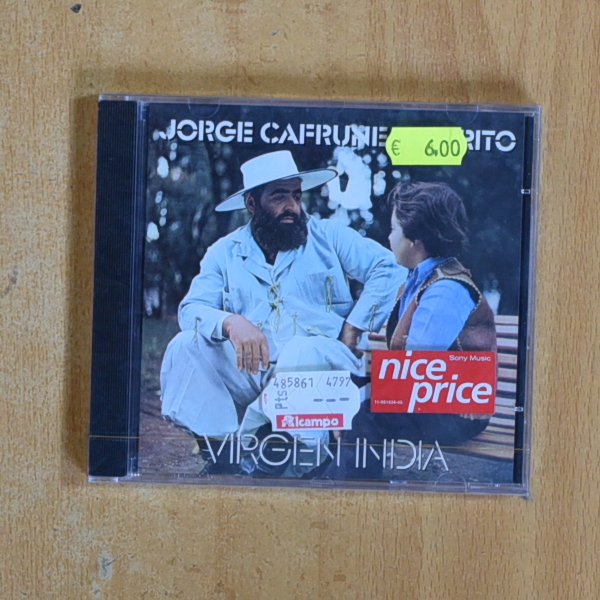 JORGE CAFRUNE RITO
€ 6,00
Sony Music
nice
price
485861 / 4797
Pts
Alcampo
VIRGEN INDIA